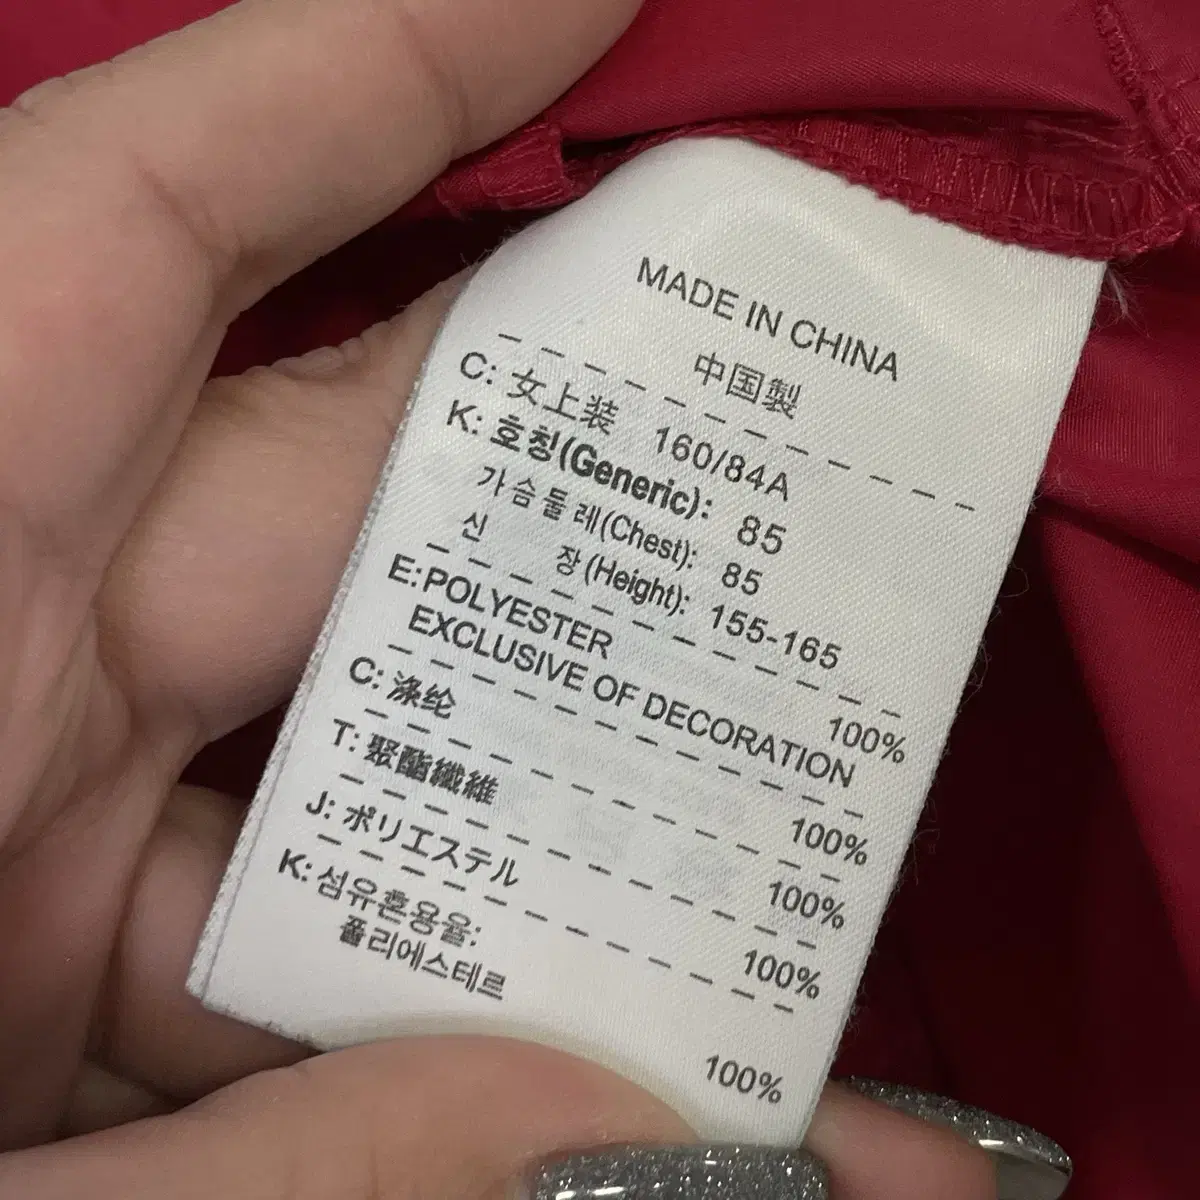 MADE IN CHINA
中国製
C: 女上装 160/84A
K: 호칭(Generic): 85
가슴둘레(Chest): 85
신 장(Height): 155-165
E: POLYESTER 100%
EXCLUSIVE OF DECORATION
C: 涤纶 100%
T: 聚酯纖維 100%
J: ポリエステル 100%
K: 섬유혼용율:
폴리에스테르 100%